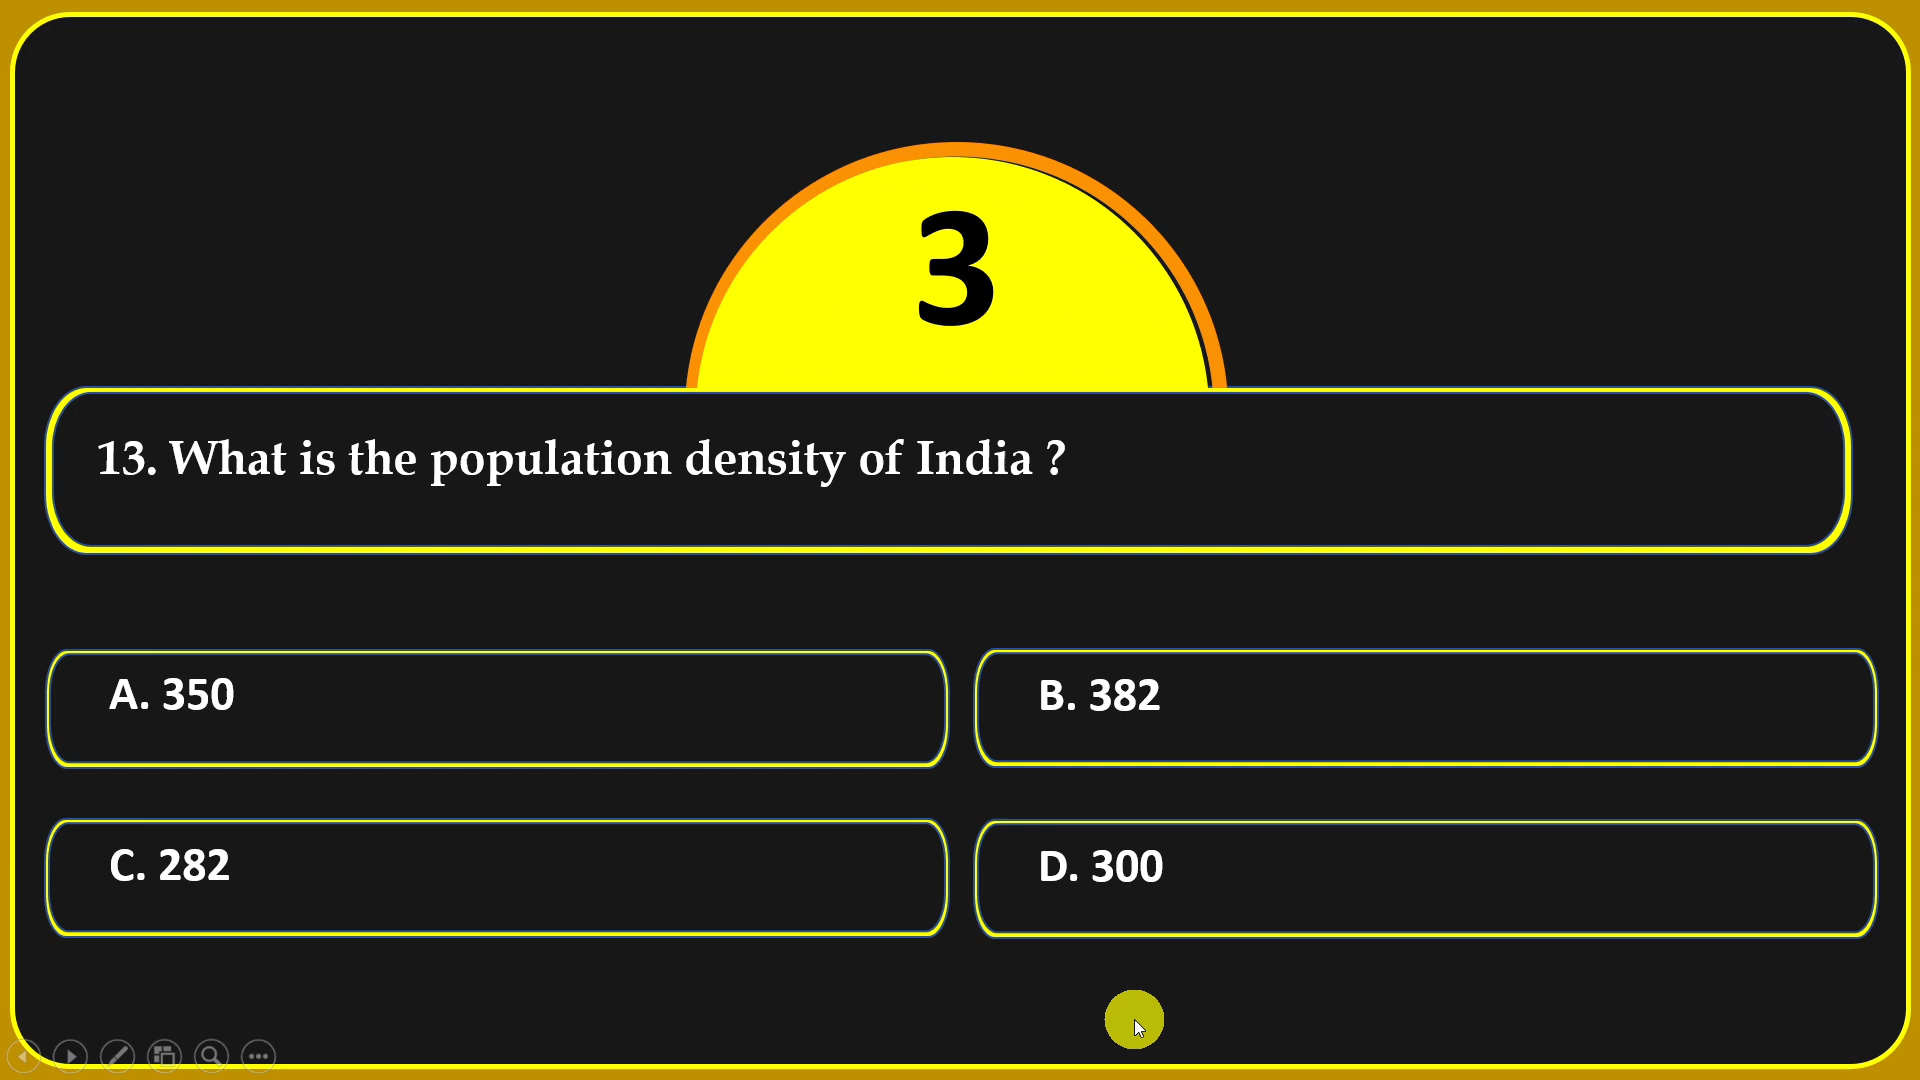 3
13. What is the population density of India ?
A. 350
B. 382
C. 282
D. 300